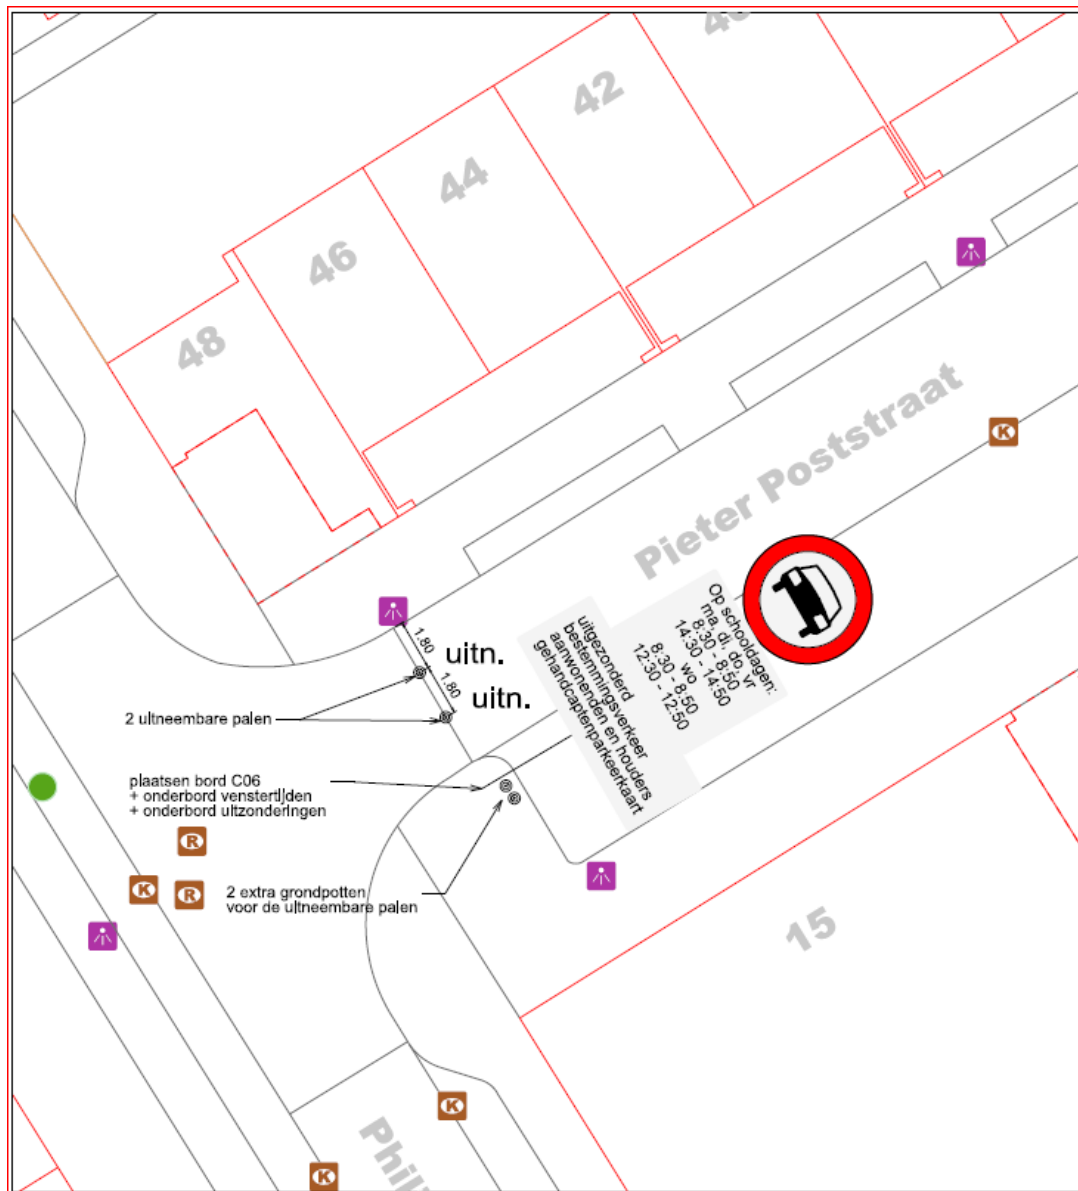 42
44
46
48
Pieter Poststraat
Op schooldagen:
ma, di, do, vr
8:30 - 8:50
14:30 - 14:50
wo
8:30 - 8:50
12:30 - 12:50
uitgezonderd
bestemmingsverkeer
aanwonenden en houders
gehandcaptenparkeerkaart
1.80
uitn.
1.80
uitn.
2 uitneembare palen
plaatsen bord C06
+ onderbord venstertijden
+ onderbord uitzonderingen
2 extra grondpotten
voor de uitneembare palen
15
K
R
K
R
K
K